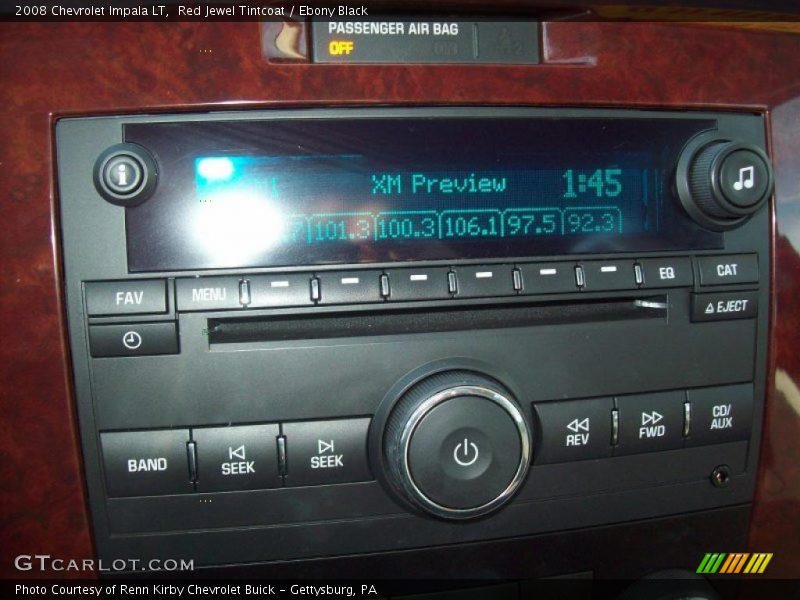 2008 Chevrolet Impala LT,  Red Jewel Tintcoat / Ebony Black
PASSENGER AIR BAG
OFF
XM Preview 1:45
101.3 100.3 106.1 97.5 92.3
FAV MENU EQ CAT
EJECT
BAND SEEK SEEK REV FWD CD/AUX
GTCARLOT.COM
Photo Courtesy of Renn Kirby Chevrolet Buick - Gettysburg, PA